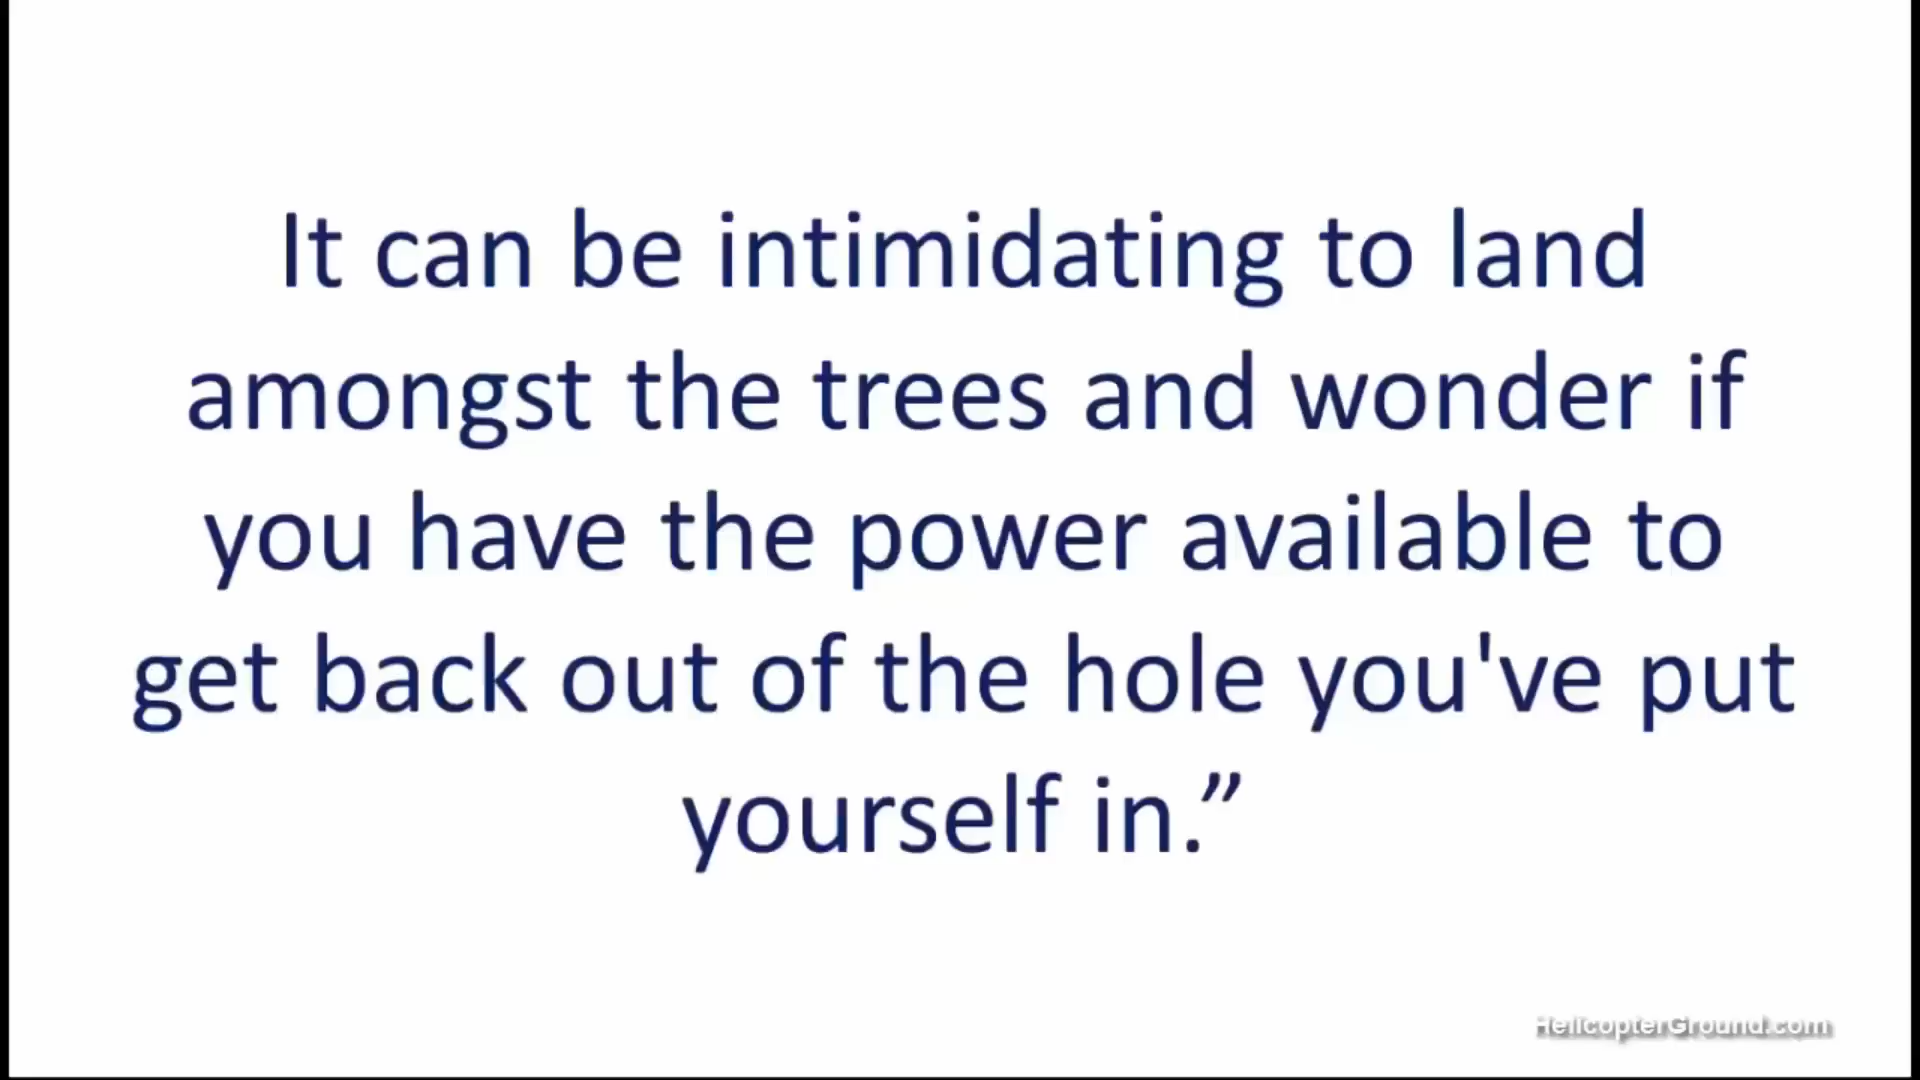 It can be intimidating to land
amongst the trees and wonder if
you have the power available to
get back out of the hole you've put
yourself in.”
HelicopterGround.com